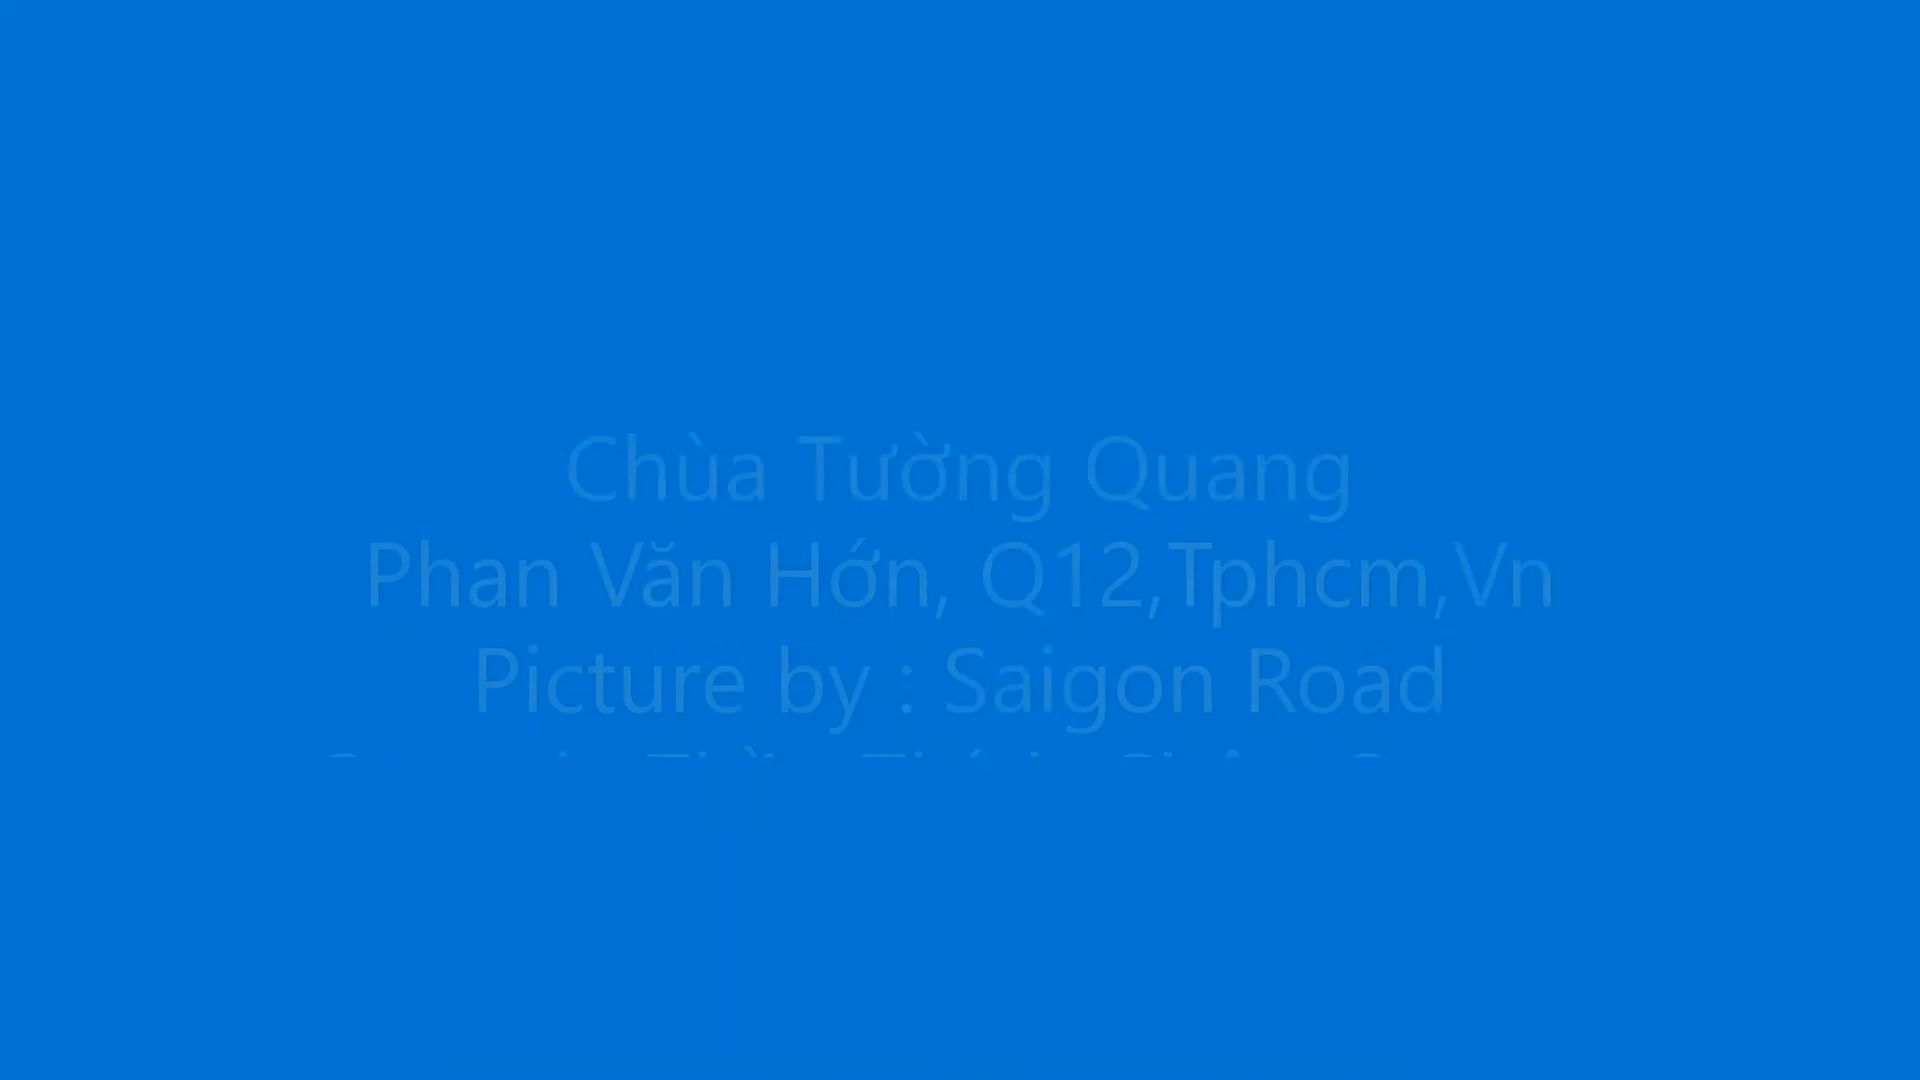 Chùa Tường Quang
Phan Văn Hớn, Q12,Tphcm,Vn
Picture by : Saigon Road